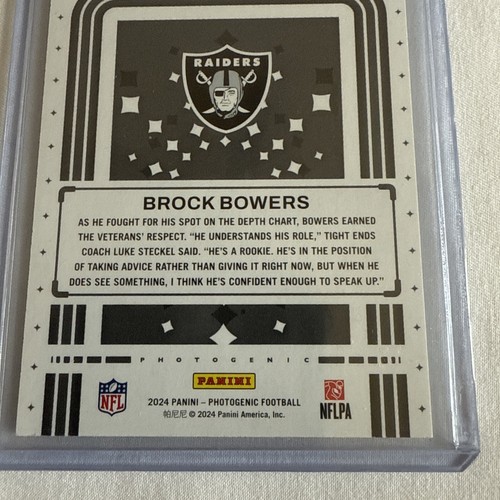 RAIDERS
BROCK BOWERS
AS HE FOUGHT FOR HIS SPOT ON THE DEPTH CHART, BOWERS EARNED
THE VETERANS' RESPECT. “HE UNDERSTANDS HIS ROLE,” TIGHT ENDS
COACH LUKE STECKEL SAID. “HE'S A ROOKIE. HE'S IN THE POSITION
OF TAKING ADVICE RATHER THAN GIVING IT RIGHT NOW, BUT WHEN HE
DOES SEE SOMETHING, I THINK HE'S CONFIDENT ENOUGH TO SPEAK UP.”
PHOTOGENIC
PANINI
NFL
2024 PANINI – PHOTOGENIC FOOTBALL
帕尼尼 © 2024 Panini America, Inc.
NFLPA